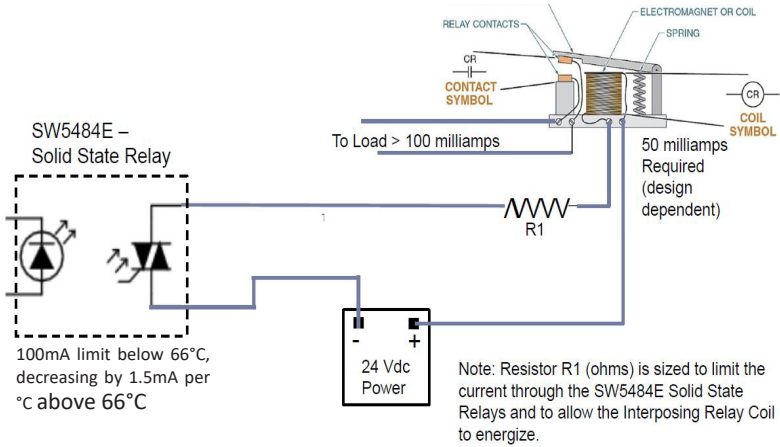 ELECTROMAGNET OR COIL
RELAY CONTACTS
SPRING
CR
CONTACT
SYMBOL
CR
COIL
SYMBOL
SW5484E –
Solid State Relay
To Load > 100 milliamps
50 milliamps
Required
(design
dependent)
R1
1
- +
24 Vdc
Power
100mA limit below 66°C,
decreasing by 1.5mA per
°C above 66°C
Note: Resistor R1 (ohms) is sized to limit the
current through the SW5484E Solid State
Relays and to allow the Interposing Relay Coil
to energize.